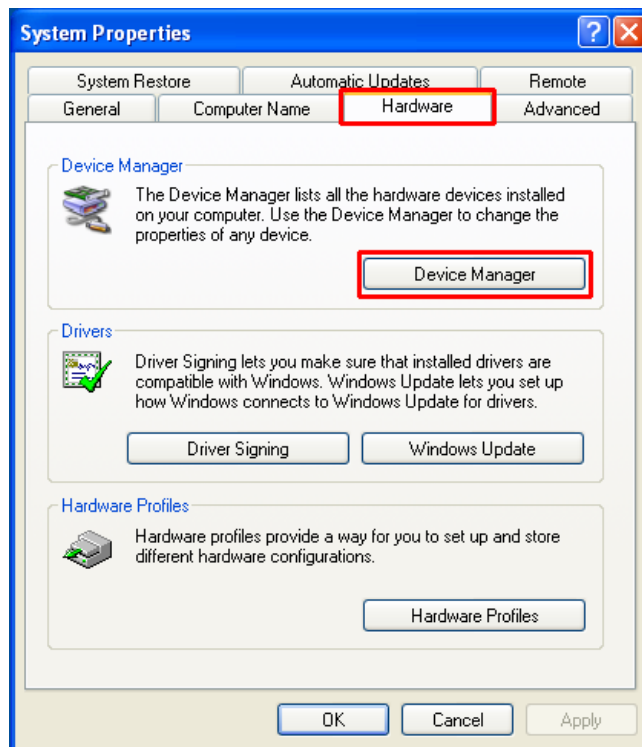 System Properties
System Restore
Automatic Updates
Remote
General
Computer Name
Hardware
Advanced
Device Manager
The Device Manager lists all the hardware devices installed
on your computer. Use the Device Manager to change the
properties of any device.
Device Manager
Drivers
Driver Signing lets you make sure that installed drivers are
compatible with Windows. Windows Update lets you set up
how Windows connects to Windows Update for drivers.
Driver Signing
Windows Update
Hardware Profiles
Hardware profiles provide a way for you to set up and store
different hardware configurations.
Hardware Profiles
OK
Cancel
Apply